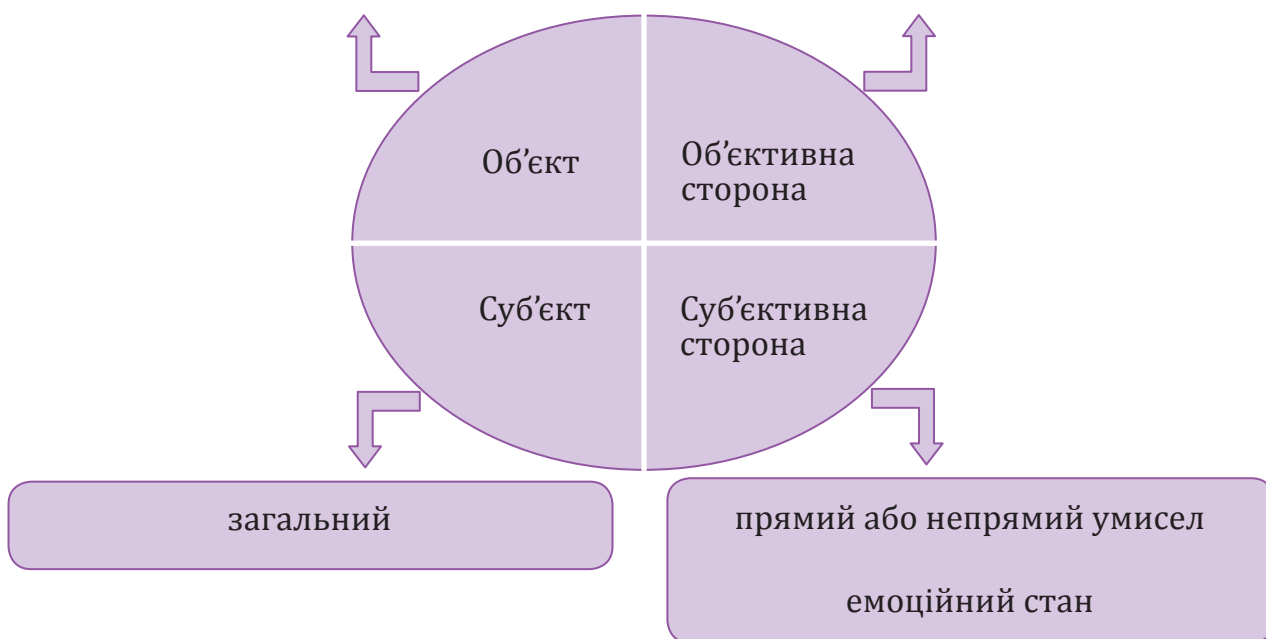 Об’єкт
Об’єктивна
сторона
Суб’єкт
Суб’єктивна
сторона
загальний
прямий або непрямий умисел
емоційний стан